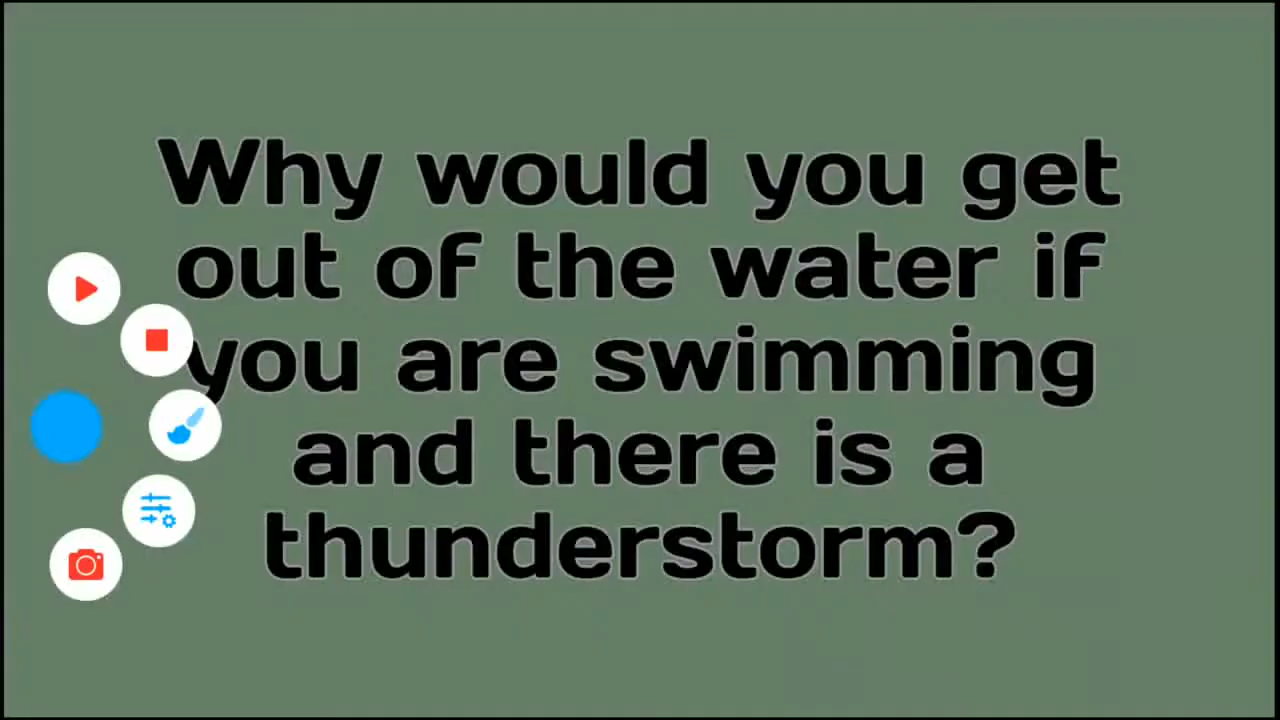 Why would you get
out of the water if
you are swimming
and there is a
thunderstorm?